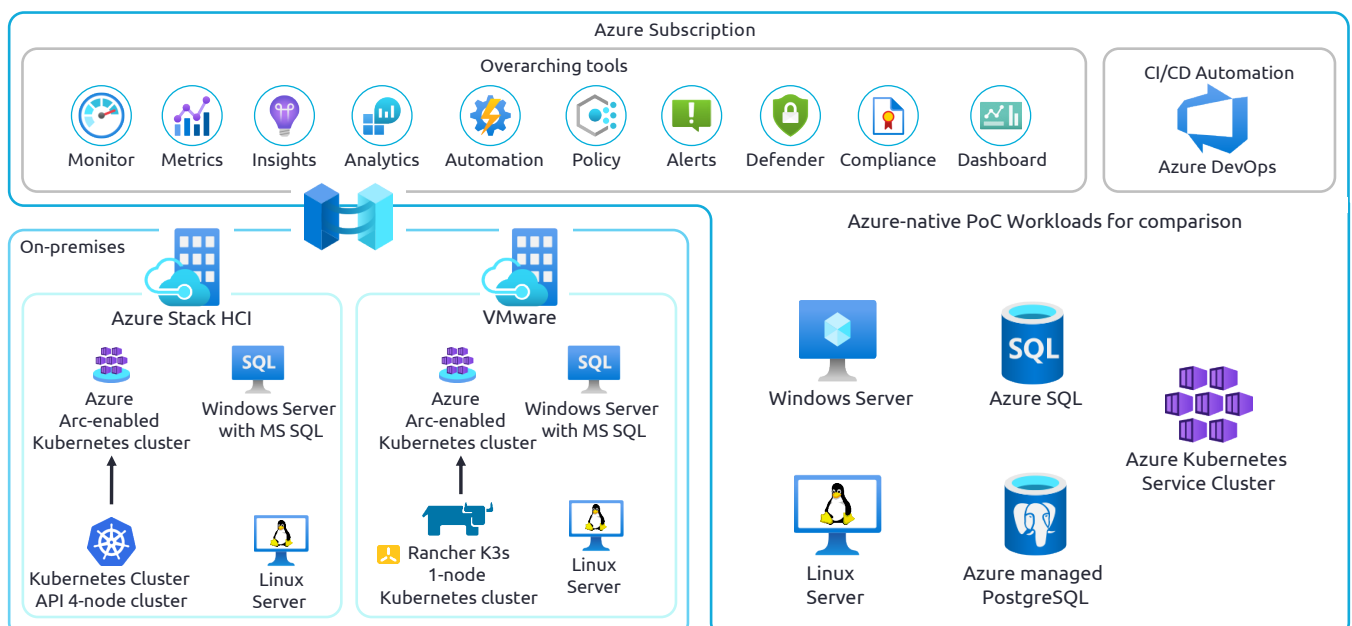 Azure Subscription
Overarching tools
Monitor
Metrics
Insights
Analytics
Automation
Policy
Alerts
Defender
Compliance
Dashboard
CI/CD Automation
Azure DevOps
On-premises
Azure Stack HCI
Azure
Arc-enabled
Kubernetes cluster
SQL
Windows Server
with MS SQL
Kubernetes Cluster
API 4-node cluster
Linux
Server
VMware
Azure
Arc-enabled
Kubernetes cluster
SQL
Windows Server
with MS SQL
Rancher K3s
1-node
Kubernetes cluster
Linux
Server
Azure-native PoC Workloads for comparison
Windows Server
SQL
Azure SQL
Azure Kubernetes
Service Cluster
Linux
Server
Azure managed
PostgreSQL